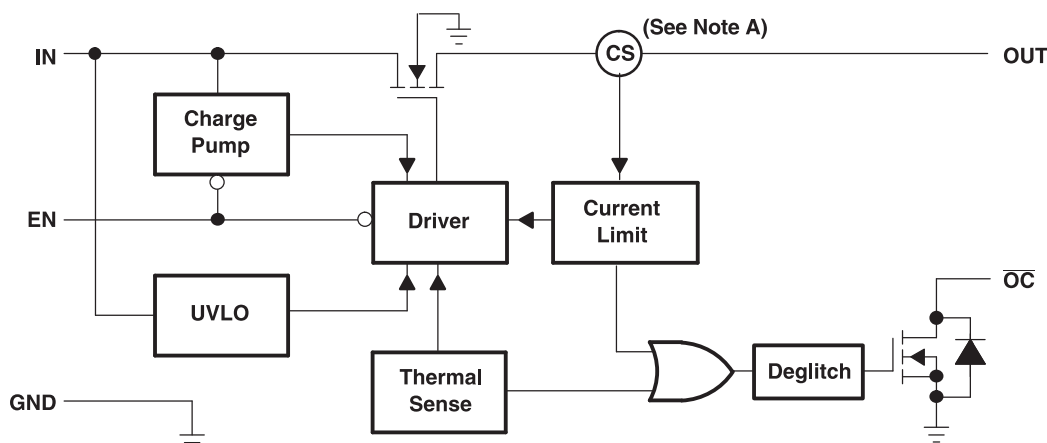 (See Note A)
IN
CS
OUT
Charge
Pump
EN
Driver
Current
Limit
UVLO
OC
Thermal
Sense
Deglitch
GND